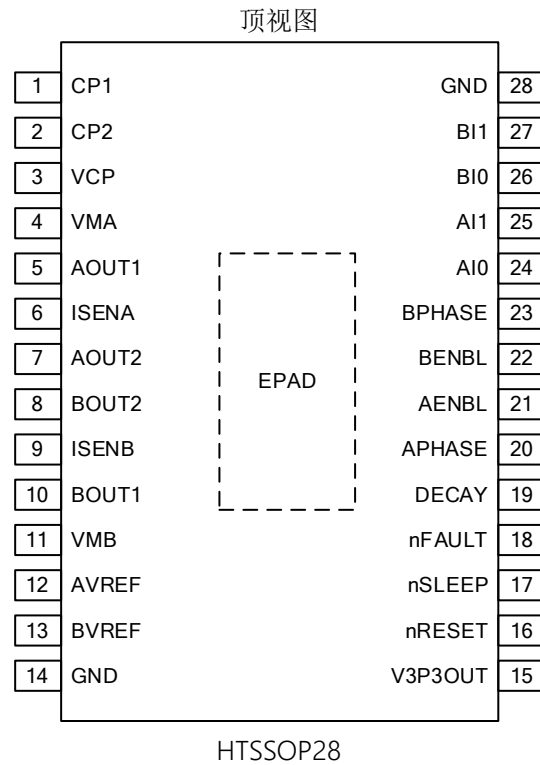 顶视图
1 CP1 GND 28
2 CP2 BI1 27
3 VCP BI0 26
4 VMA AI1 25
5 AOUT1 AI0 24
6 ISENA BPHASE 23
7 AOUT2 BENBL 22
8 BOUT2 AENBL 21
9 ISENB APHASE 20
10 BOUT1 DECAY 19
11 VMB nFAULT 18
12 AVREF nSLEEP 17
13 BVREF nRESET 16
14 GND V3P3OUT 15
EPAD
HTSSOP28